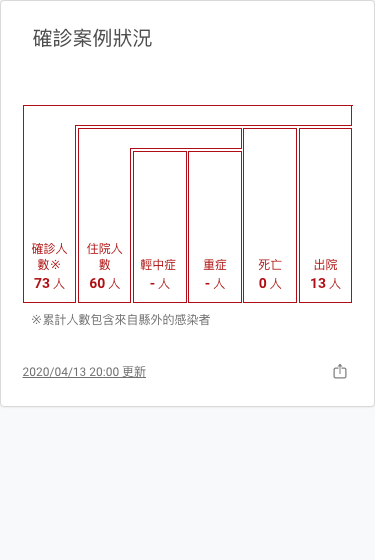 確診案例狀況
確診人
數※
73 人
住院人
數
60 人
輕中症
- 人
重症
- 人
死亡
0 人
出院
13 人
※累計人數包含來自縣外的感染者
2020/04/13 20:00 更新